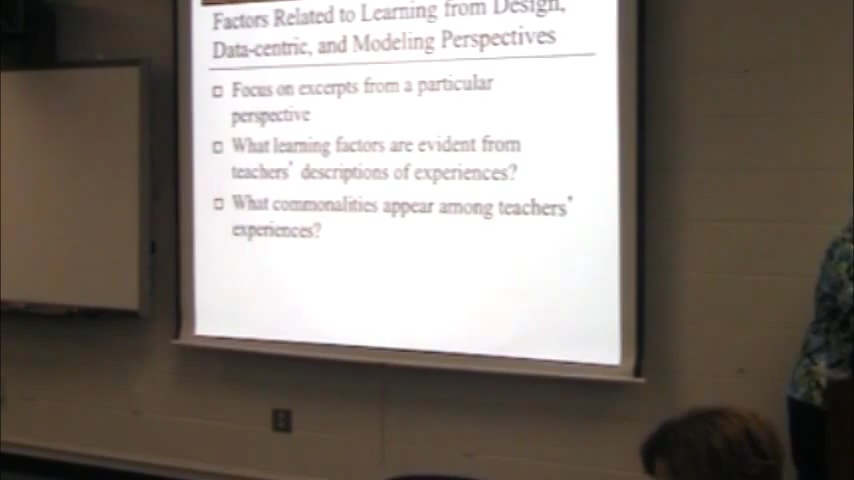 Factors Related to Learning from Design,
Data-centric, and Modeling Perspectives
Focus on excerpts from a particular
perspective
What learning factors are evident from
teachers' descriptions of experiences?
What commonalities appear among teachers'
experiences?